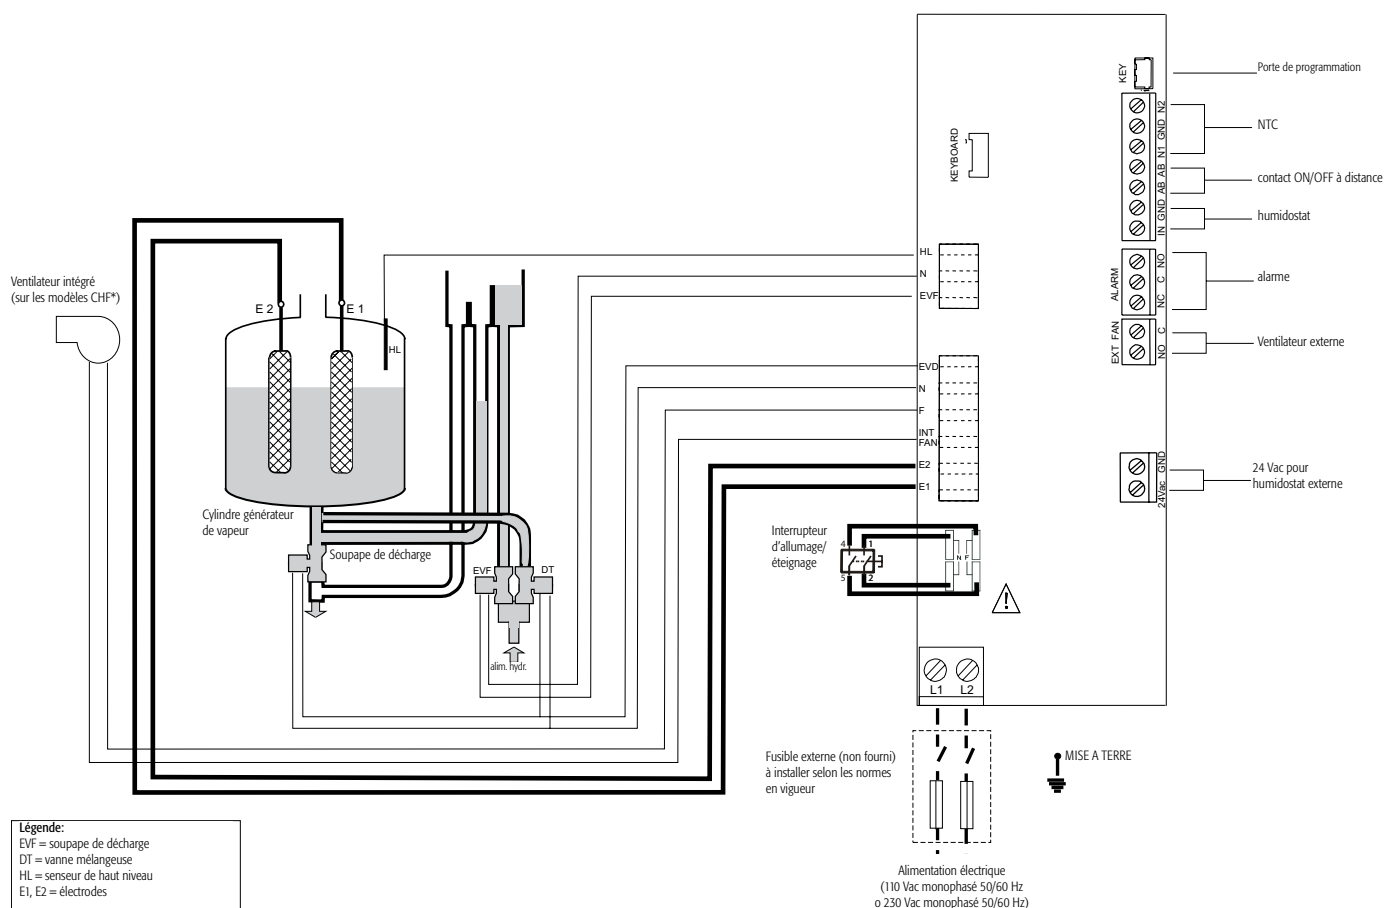 KEY
Porte de programmation
N2
GND
N1
NTC
AB
AB
contact ON/OFF à distance
GND
IN
humidostat
KEYBOARD
ALARM
NO
C
NC
alarme
EXT FAN
C
NO
Ventilateur externe
GND
24Vac
24 Vac pour
humidostat externe
HL
N
EVF
EVD
N
F
INT
FAN
E2
E1
Ventilateur intégré
(sur les modèles CHF*)
E 2
E 1
HL
Cylindre générateur
de vapeur
Soupape de décharge
EVF
DT
alim. hydr.
Interrupteur
d'allumage/
éteignage
4
1
5
2
N F
L1
L2
Fusible externe (non fourni)
à installer selon les normes
en vigueur
MISE A TERRE
Alimentation électrique
(110 Vac monophasé 50/60 Hz
o 230 Vac monophasé 50/60 Hz)
Légende:
EVF = soupape de décharge
DT = vanne mélangeuse
HL = senseur de haut niveau
E1, E2 = électrodes